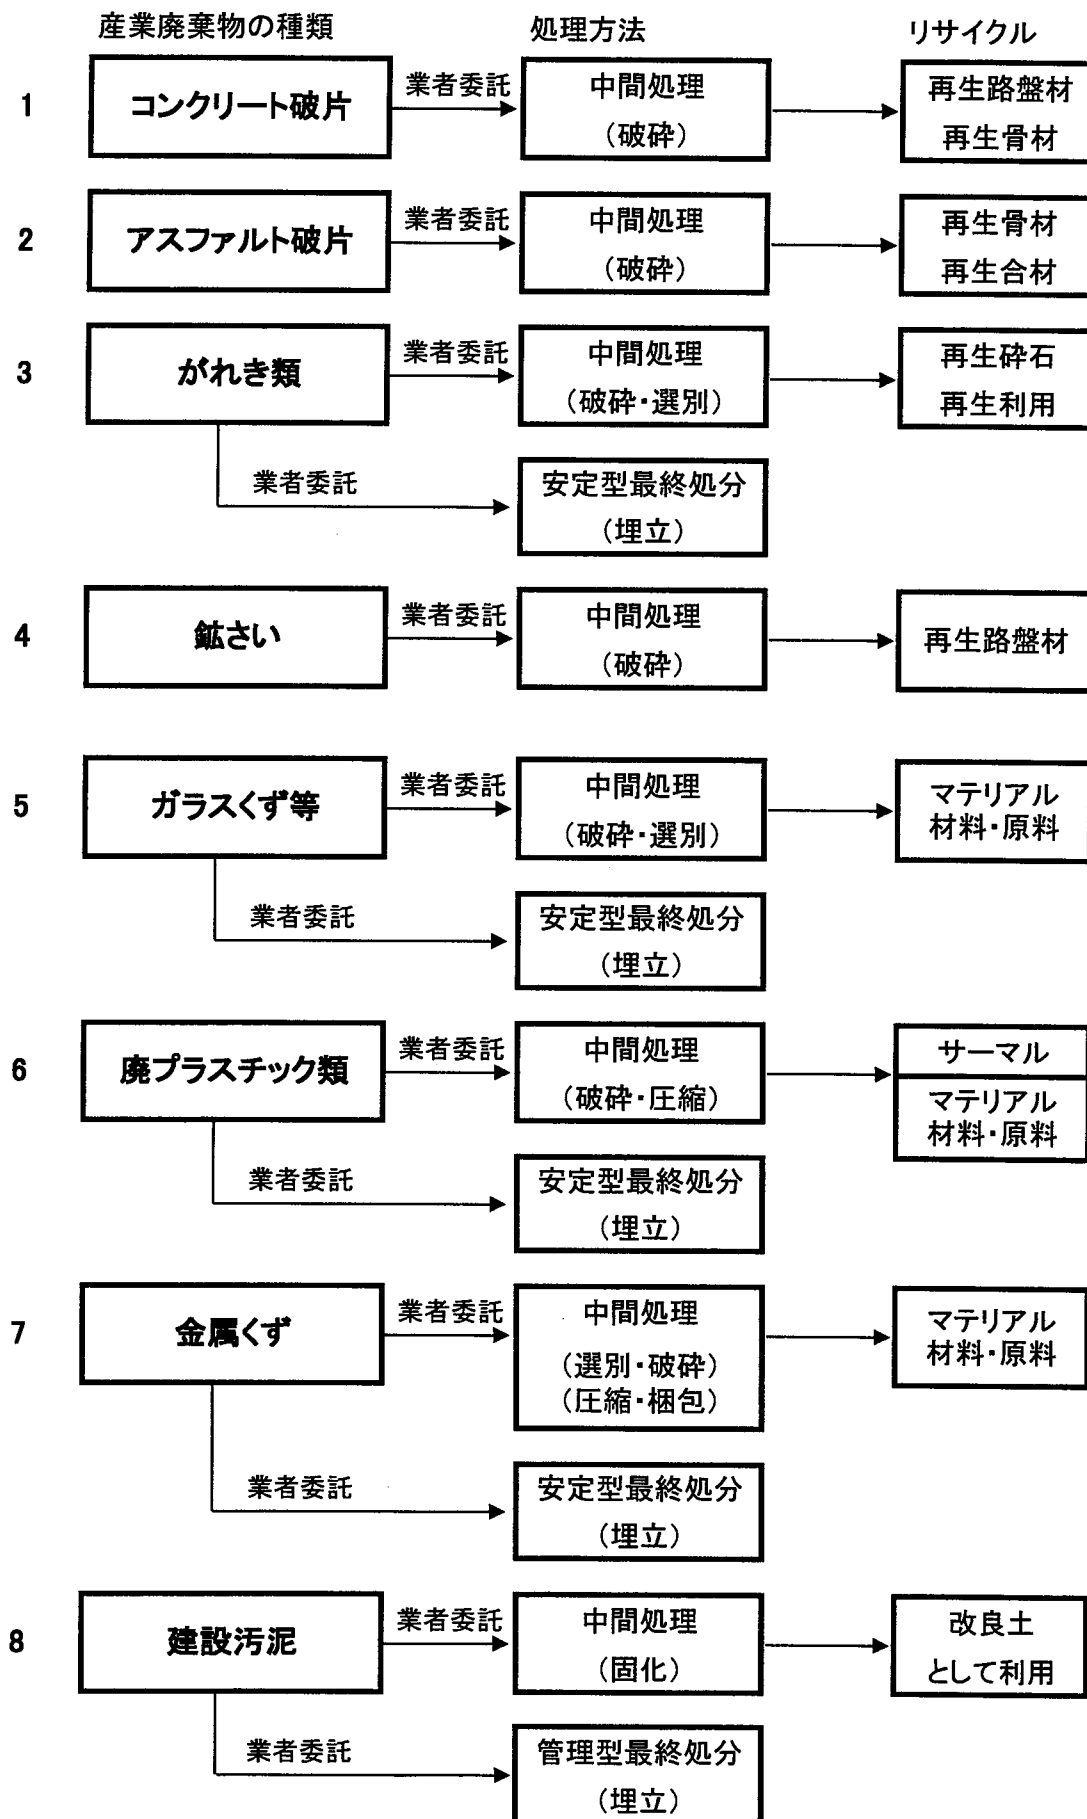 産業廃棄物の種類
処理方法
リサイクル
1
コンクリート破片
業者委託
中間処理
(破砕)
再生路盤材
再生骨材
2
アスファルト破片
業者委託
中間処理
(破砕)
再生骨材
再生合材
3
がれき類
業者委託
中間処理
(破砕・選別)
再生砕石
再生利用
業者委託
安定型最終処分
(埋立)
4
鉱さい
業者委託
中間処理
(破砕)
再生路盤材
5
ガラスくず等
業者委託
中間処理
(破砕・選別)
マテリアル
材料・原料
業者委託
安定型最終処分
(埋立)
6
廃プラスチック類
業者委託
中間処理
(破砕・圧縮)
サーマル
マテリアル
材料・原料
業者委託
安定型最終処分
(埋立)
7
金属くず
業者委託
中間処理
(選別・破砕)
(圧縮・梱包)
マテリアル
材料・原料
業者委託
安定型最終処分
(埋立)
8
建設汚泥
業者委託
中間処理
(固化)
改良土
として利用
業者委託
管理型最終処分
(埋立)